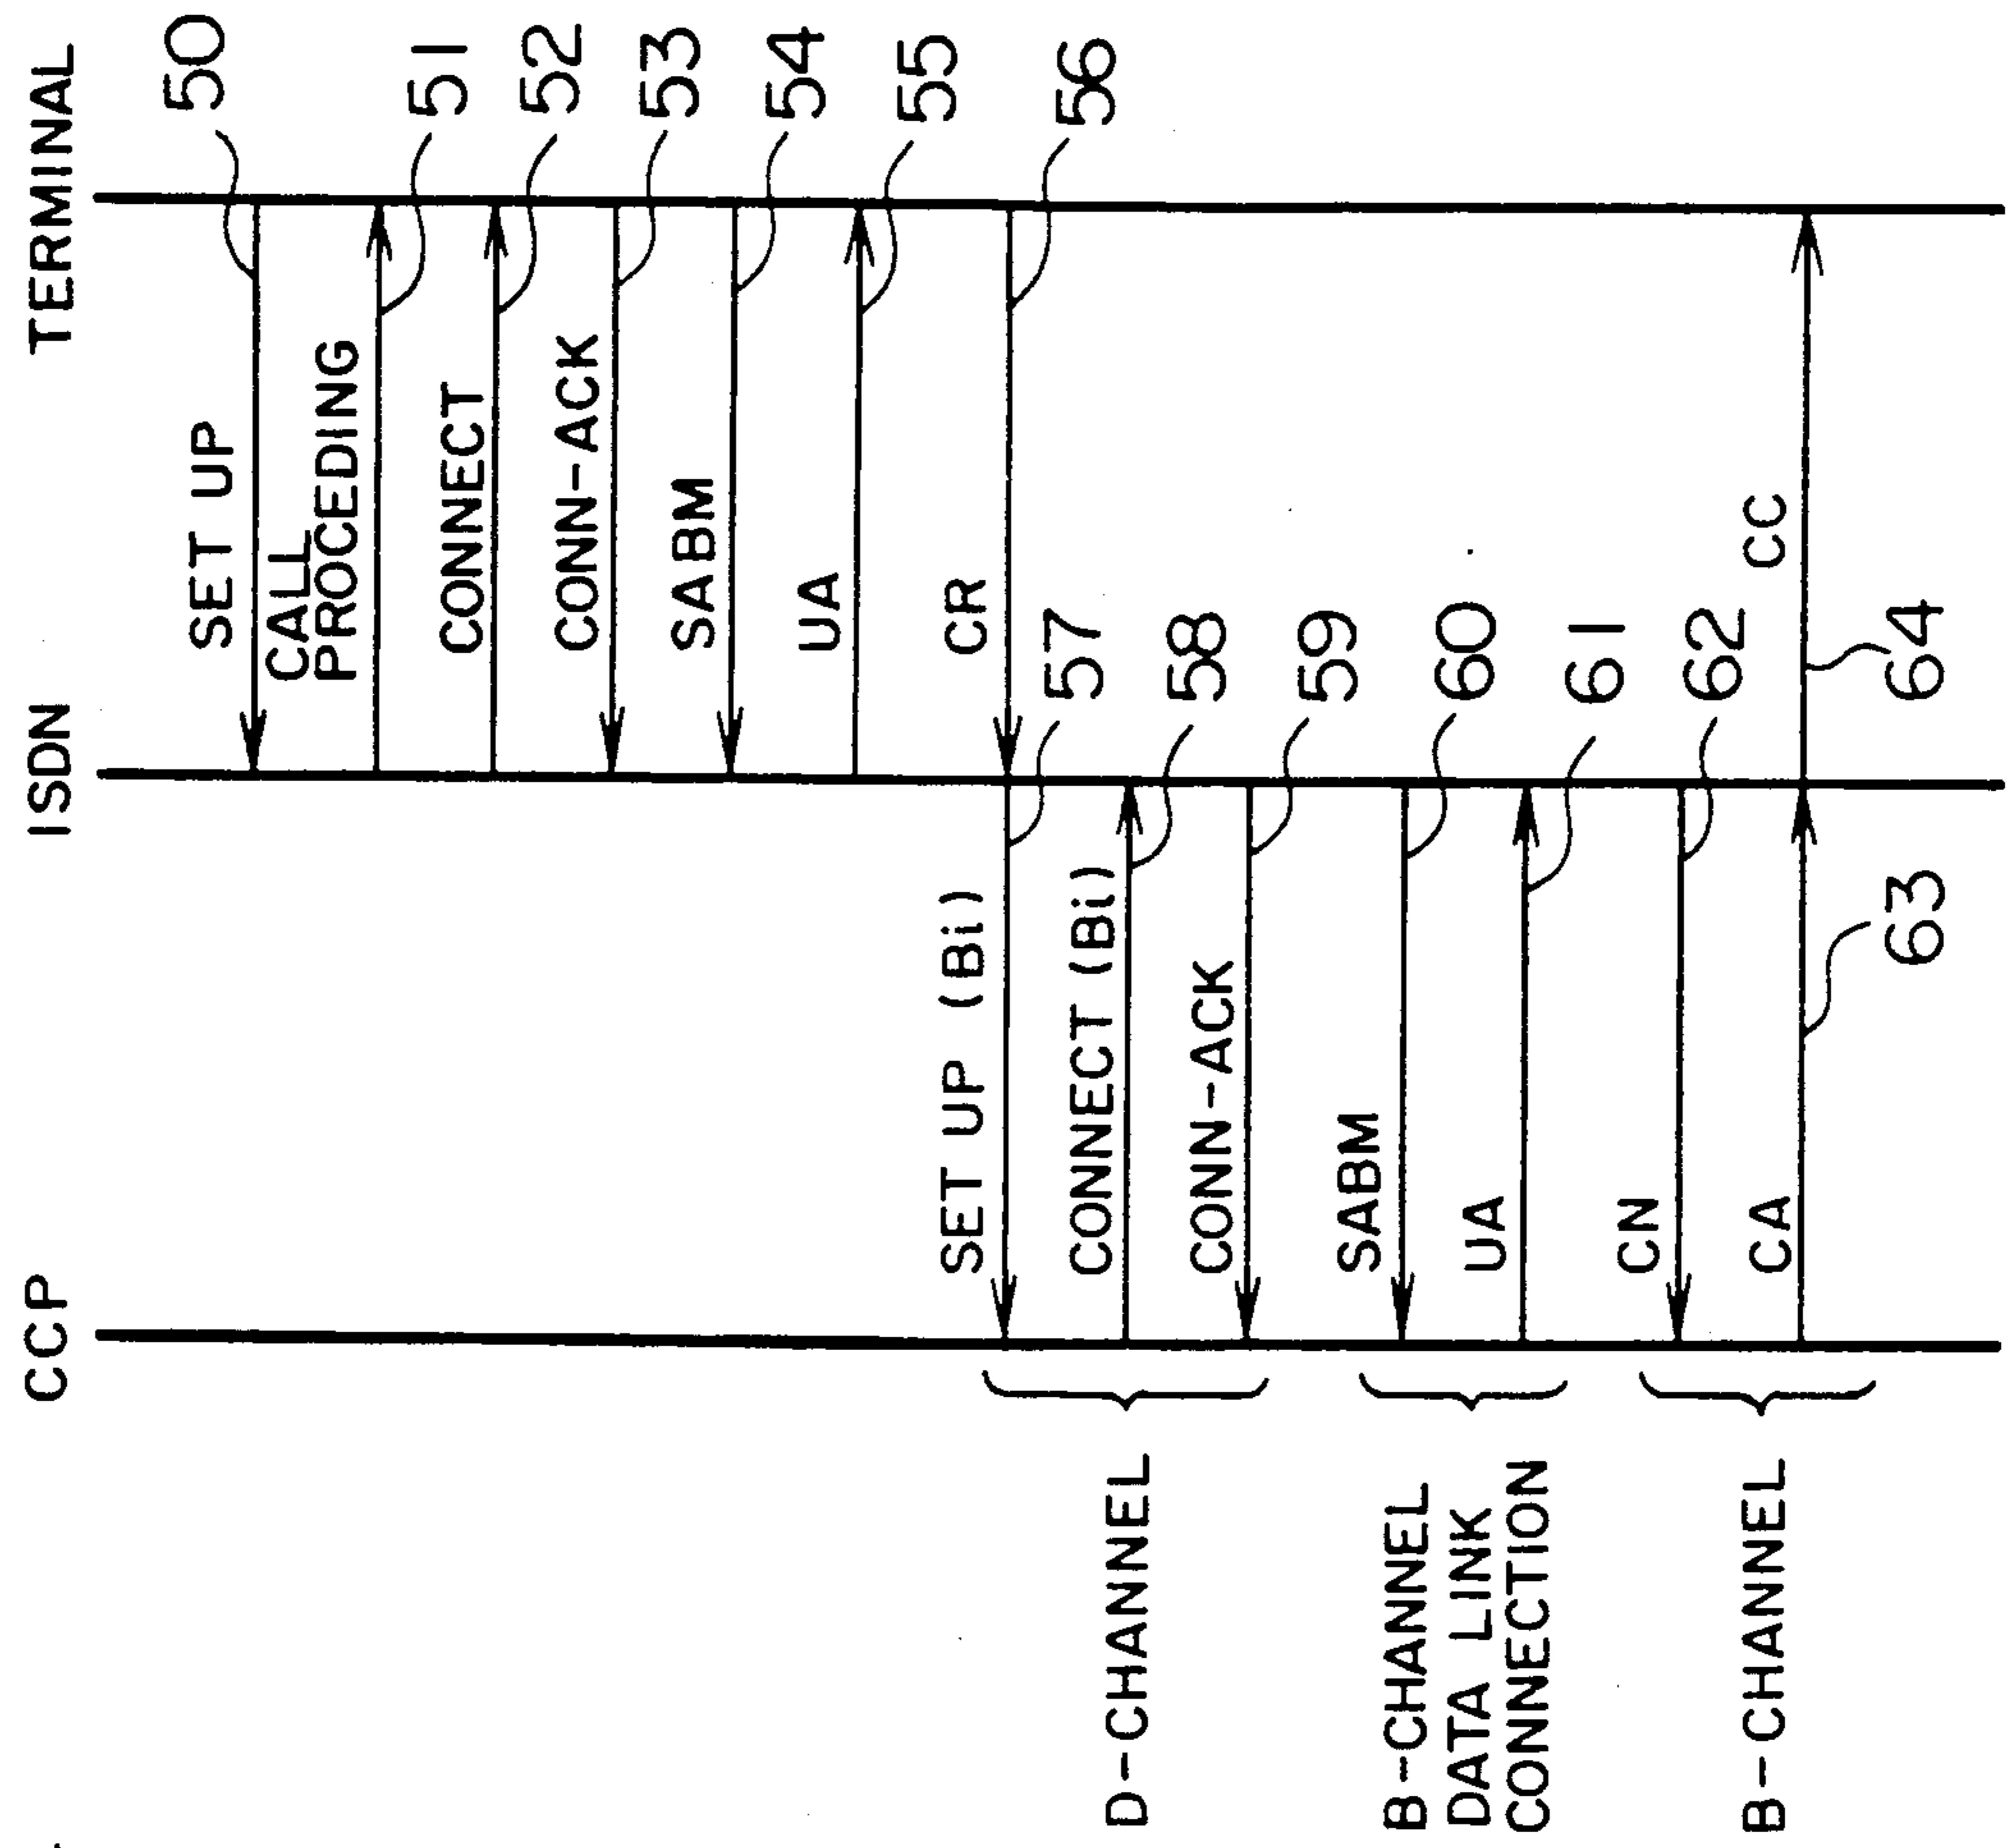 CCP
ISDN
TERMINAL
SET UP
50
CALL
PROCEDING
51
CONNECT
52
CONN-ACK
53
SABM
54
UA
55
CR
56
D-CHANNEL
SET UP (Bi)
57
CONNECT (Bi)
58
CONN-ACK
59
B-CHANNEL
DATA LINK
CONNECTION
SABM
60
UA
61
B-CHANNEL
CN
62
CA
63
CC
64